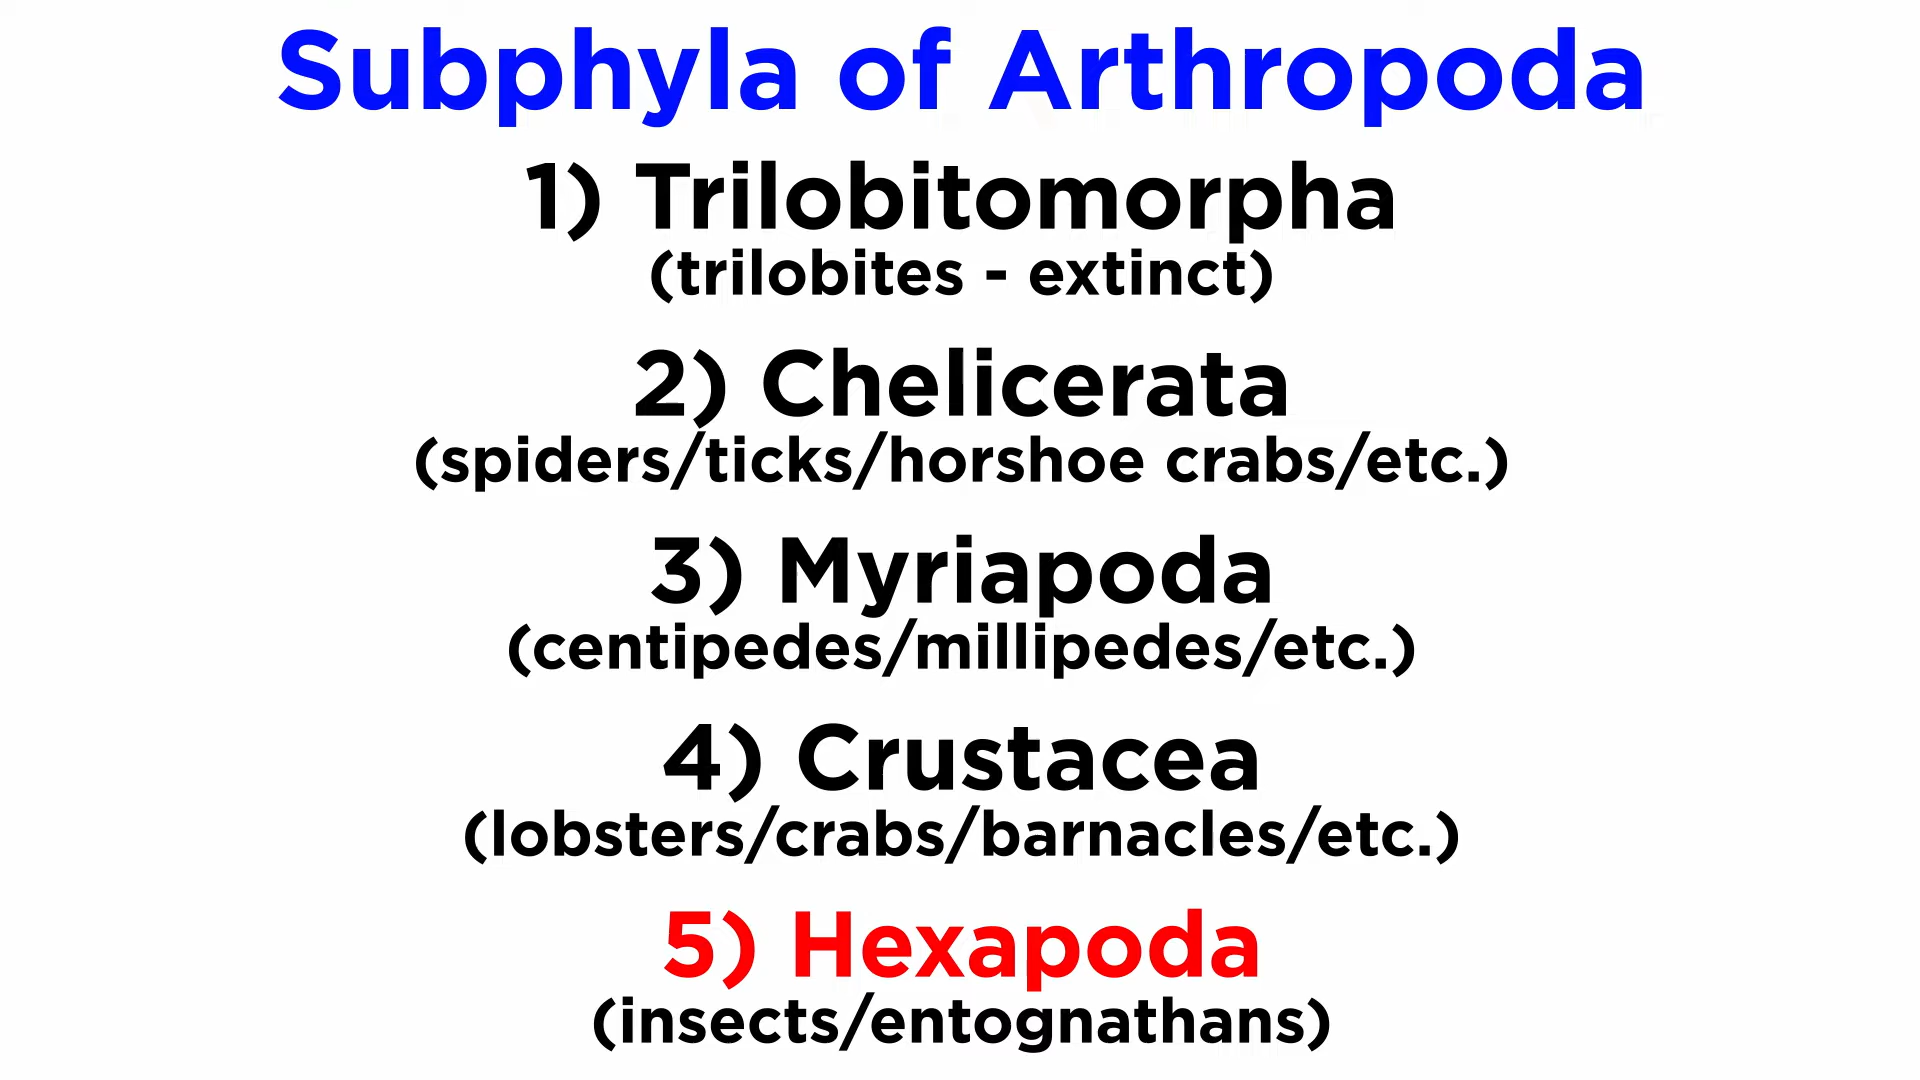 Subphyla of Arthropoda
1) Trilobitomorpha
(trilobites - extinct)
2) Chelicerata
(spiders/ticks/horshoe crabs/etc.)
3) Myriapoda
(centipedes/millipedes/etc.)
4) Crustacea
(lobsters/crabs/barnacles/etc.)
5) Hexapoda
(insects/entognathans)